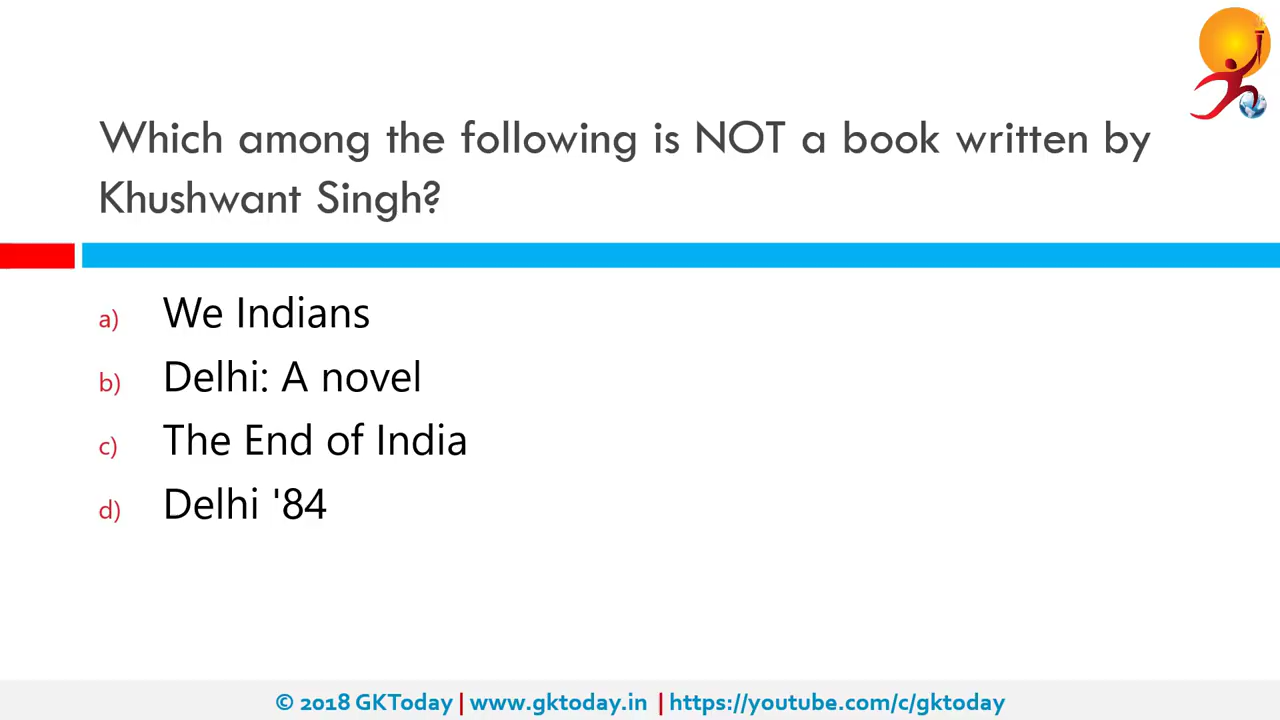 Which among the following is NOT a book written by
Khushwant Singh?
a) We Indians
b) Delhi: A novel
c) The End of India
d) Delhi '84
© 2018 GKToday | www.gktoday.in | https://youtube.com/c/gktoday